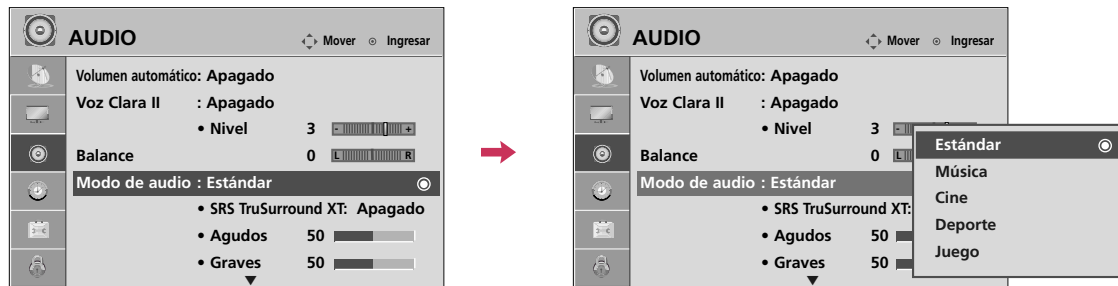 AUDIO
Mover
Ingresar
Volumen automático: Apagado
Voz Clara II : Apagado
• Nivel 3 - +
Balance 0 L R
Modo de audio : Estándar
• SRS TruSurround XT: Apagado
• Agudos 50
• Graves 50
AUDIO
Mover
Ingresar
Volumen automático: Apagado
Voz Clara II : Apagado
• Nivel 3 -
Balance 0 L
Modo de audio : Estándar
• SRS TruSurround XT:
• Agudos 50
• Graves 50
Estándar
Música
Cine
Deporte
Juego